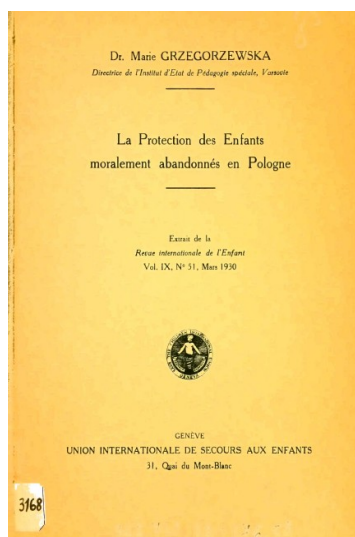 Dr. Marie GRZEGORZEWSKA
Directrice de l'Institut d'Etat de Pédagogie spéciale, Varsovie
La Protection des Enfants
moralement abandonnés en Pologne
Extrait de la
Revue internationale de l'Enfant
Vol. IX, N° 51, Mars 1930
GENÈVE
UNION INTERNATIONALE DE SECOURS AUX ENFANTS
31, Quai du Mont-Blanc
3168